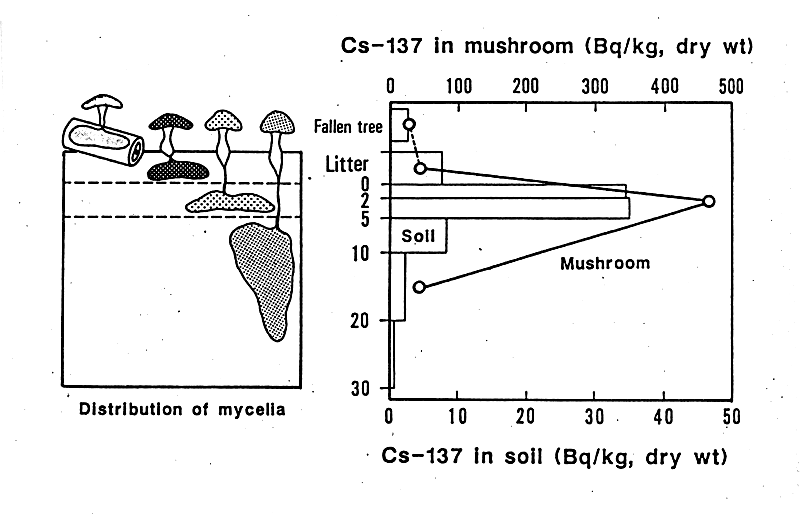 Cs-137 in mushroom (Bq/kg, dry wt)
0 100 200 300 400 500
Fallen tree
Litter
0
2
5
Soil
10
Mushroom
20
30
0 10 20 30 40 50
Distribution of mycelia
Cs-137 in soil (Bq/kg, dry wt)